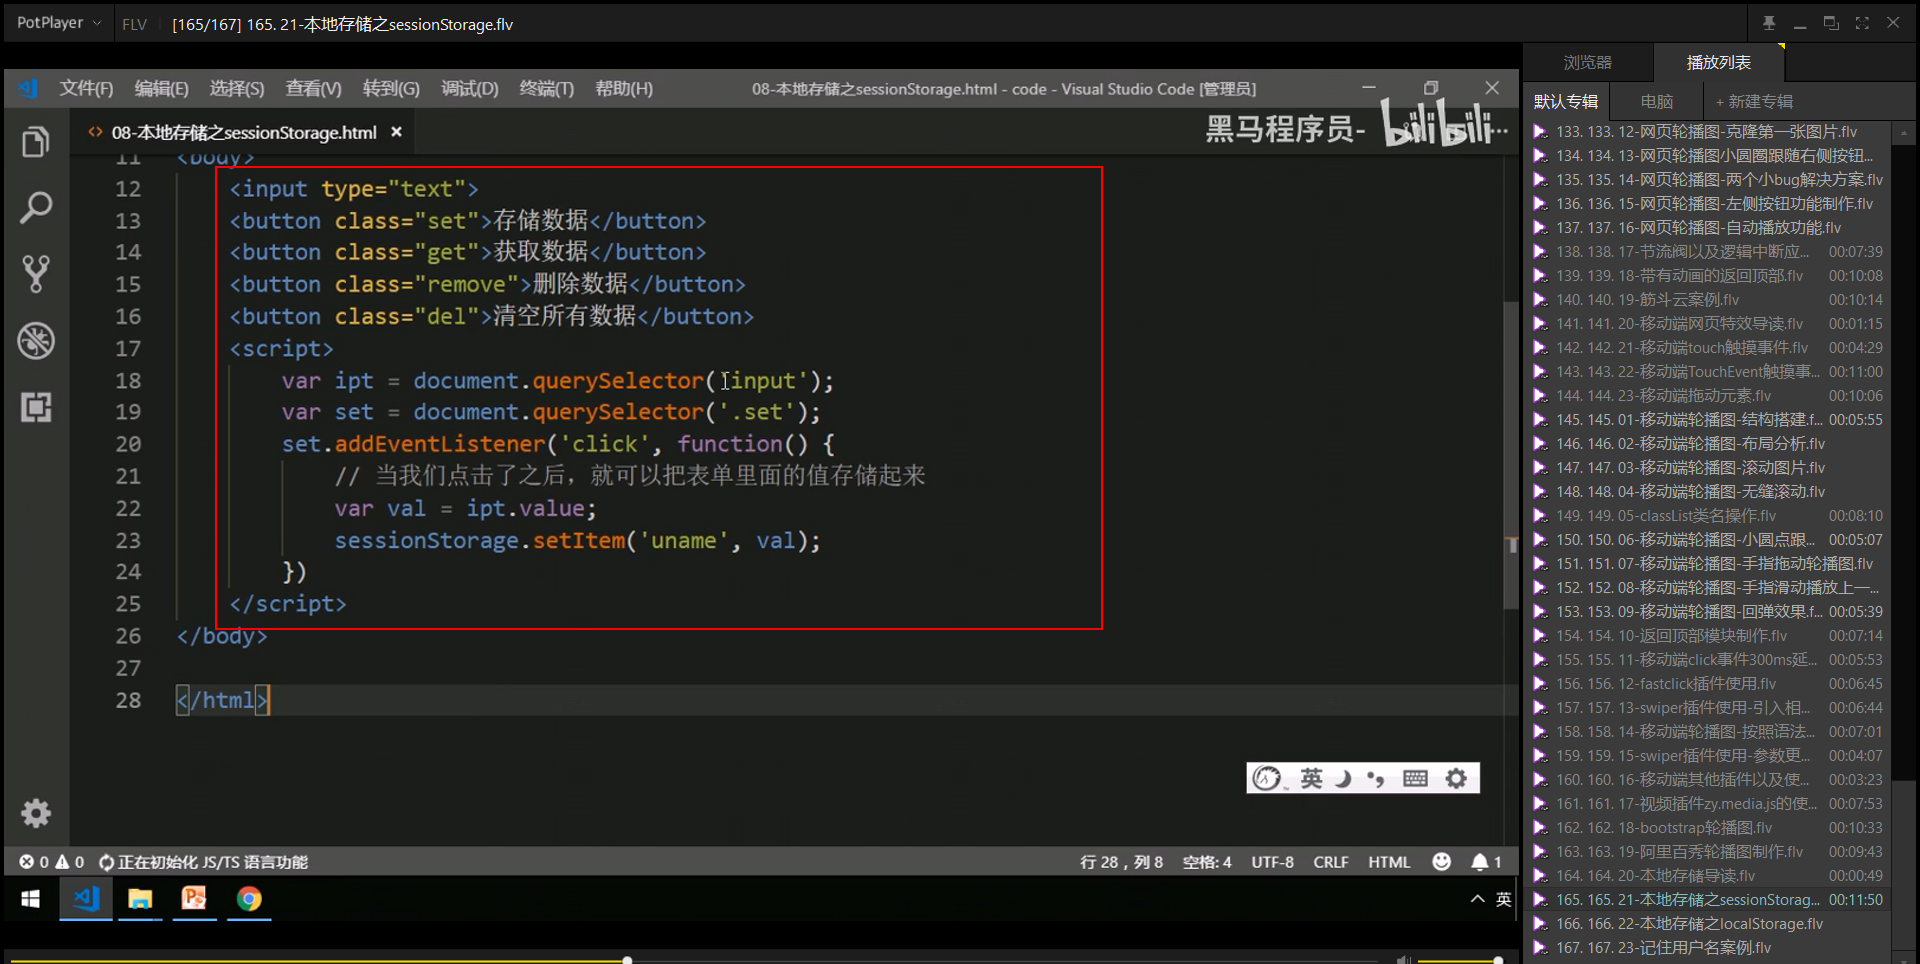 PotPlayer
FLV
[165/167] 165. 21-本地存储之sessionStorage.flv
文件(F) 编辑(E) 选择(S) 查看(V) 转到(G) 调试(D) 终端(T) 帮助(H)
08-本地存储之sessionStorage.html - code - Visual Studio Code [管理员]
<> 08-本地存储之sessionStorage.html ×
黑马程序员- bilibili
11 <body>
12 <input type="text">
13 <button class="set">存储数据</button>
14 <button class="get">获取数据</button>
15 <button class="remove">删除数据</button>
16 <button class="del">清空所有数据</button>
17 <script>
18 var ipt = document.querySelector('input');
19 var set = document.querySelector('.set');
20 set.addEventListener('click', function() {
21 // 当我们点击了之后，就可以把表单里面的值存储起来
22 var val = ipt.value;
23 sessionStorage.setItem('uname', val);
24 })
25 </script>
26 </body>
27
28 </html>
英
0 0 正在初始化 JS/TS 语言功能
行 28，列 8 空格: 4 UTF-8 CRLF HTML 1
英
浏览器 播放列表
默认专辑 电脑 + 新建专辑
133. 133. 12-网页轮播图-克隆第一张图片.flv
134. 134. 13-网页轮播图小圆圈跟随右侧按钮...
135. 135. 14-网页轮播图-两个小bug解决方案.flv
136. 136. 15-网页轮播图-左侧按钮功能制作.flv
137. 137. 16-网页轮播图-自动播放功能.flv
138. 138. 17-节流阀以及逻辑中断应... 00:07:39
139. 139. 18-带有动画的返回顶部.flv 00:10:08
140. 140. 19-筋斗云案例.flv 00:10:14
141. 141. 20-移动端网页特效导读.flv 00:01:15
142. 142. 21-移动端touch触摸事件.flv 00:04:29
143. 143. 22-移动端TouchEvent触摸事... 00:11:00
144. 144. 23-移动端拖动元素.flv 00:10:06
145. 145. 01-移动端轮播图-结构搭建.f... 00:05:55
146. 146. 02-移动端轮播图-布局分析.flv
147. 147. 03-移动端轮播图-滚动图片.flv
148. 148. 04-移动端轮播图-无缝滚动.flv
149. 149. 05-classList类名操作.flv 00:08:10
150. 150. 06-移动端轮播图-小圆点跟... 00:05:07
151. 151. 07-移动端轮播图-手指拖动轮播图.flv
152. 152. 08-移动端轮播图-手指滑动播放上一...
153. 153. 09-移动端轮播图-回弹效果.f... 00:05:39
154. 154. 10-返回顶部模块制作.flv 00:07:14
155. 155. 11-移动端click事件300ms延... 00:05:53
156. 156. 12-fastclick插件使用.flv 00:06:45
157. 157. 13-swiper插件使用-引入相... 00:06:44
158. 158. 14-移动端轮播图-按照语法... 00:07:01
159. 159. 15-swiper插件使用-参数更... 00:04:07
160. 160. 16-移动端其他插件以及使... 00:03:23
161. 161. 17-视频插件zy.media.js的使... 00:07:53
162. 162. 18-bootstrap轮播图.flv 00:10:33
163. 163. 19-阿里百秀轮播图制作.flv 00:09:43
164. 164. 20-本地存储导读.flv 00:00:49
165. 165. 21-本地存储之sessionStorag... 00:11:50
166. 166. 22-本地存储之localStorage.flv
167. 167. 23-记住用户名案例.flv